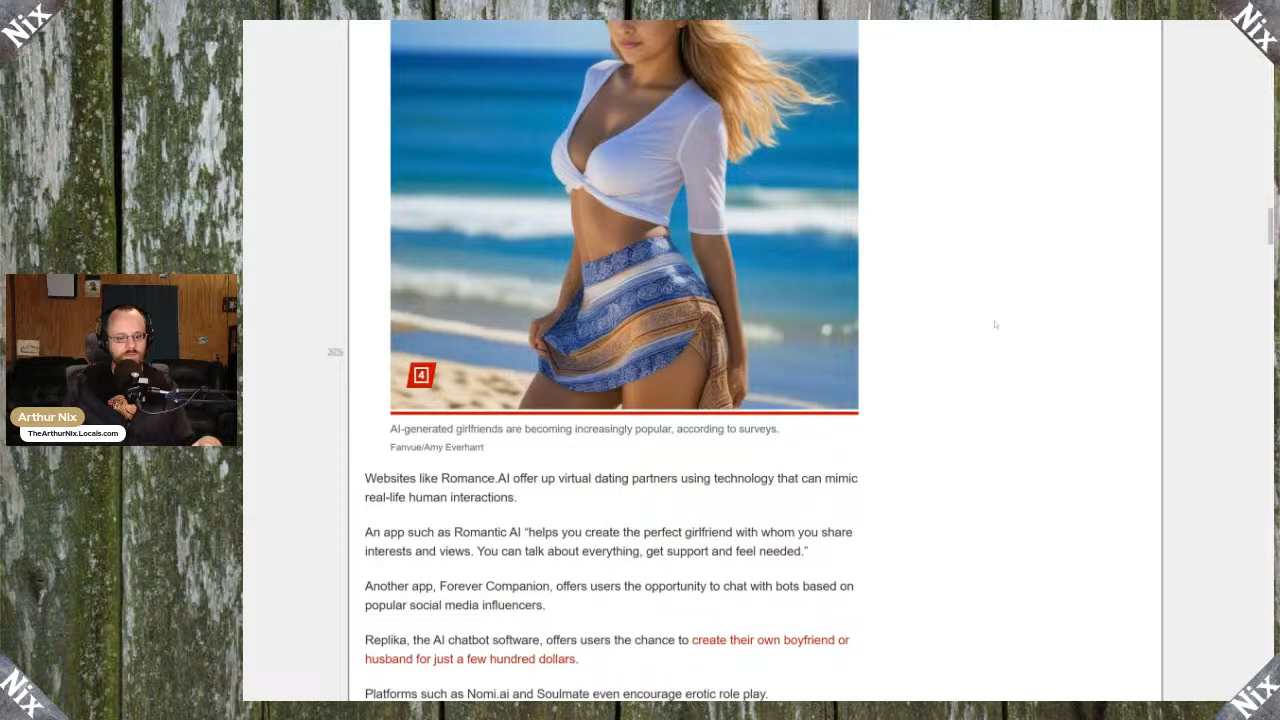 Nix
Nix
4
AI-generated girlfriends are becoming increasingly popular, according to surveys.
Fanvue/Amy Everharrt
Websites like Romance.AI offer up virtual dating partners using technology that can mimic
real-life human interactions.
An app such as Romantic AI “helps you create the perfect girlfriend with whom you share
interests and views. You can talk about everything, get support and feel needed.”
Another app, Forever Companion, offers users the opportunity to chat with bots based on
popular social media influencers.
Replika, the AI chatbot software, offers users the chance to create their own boyfriend or
husband for just a few hundred dollars.
Platforms such as Nomi.ai and Soulmate even encourage erotic role play.
30%
Arthur Nix
TheArthurNix.Locals.com
Nix
Nix